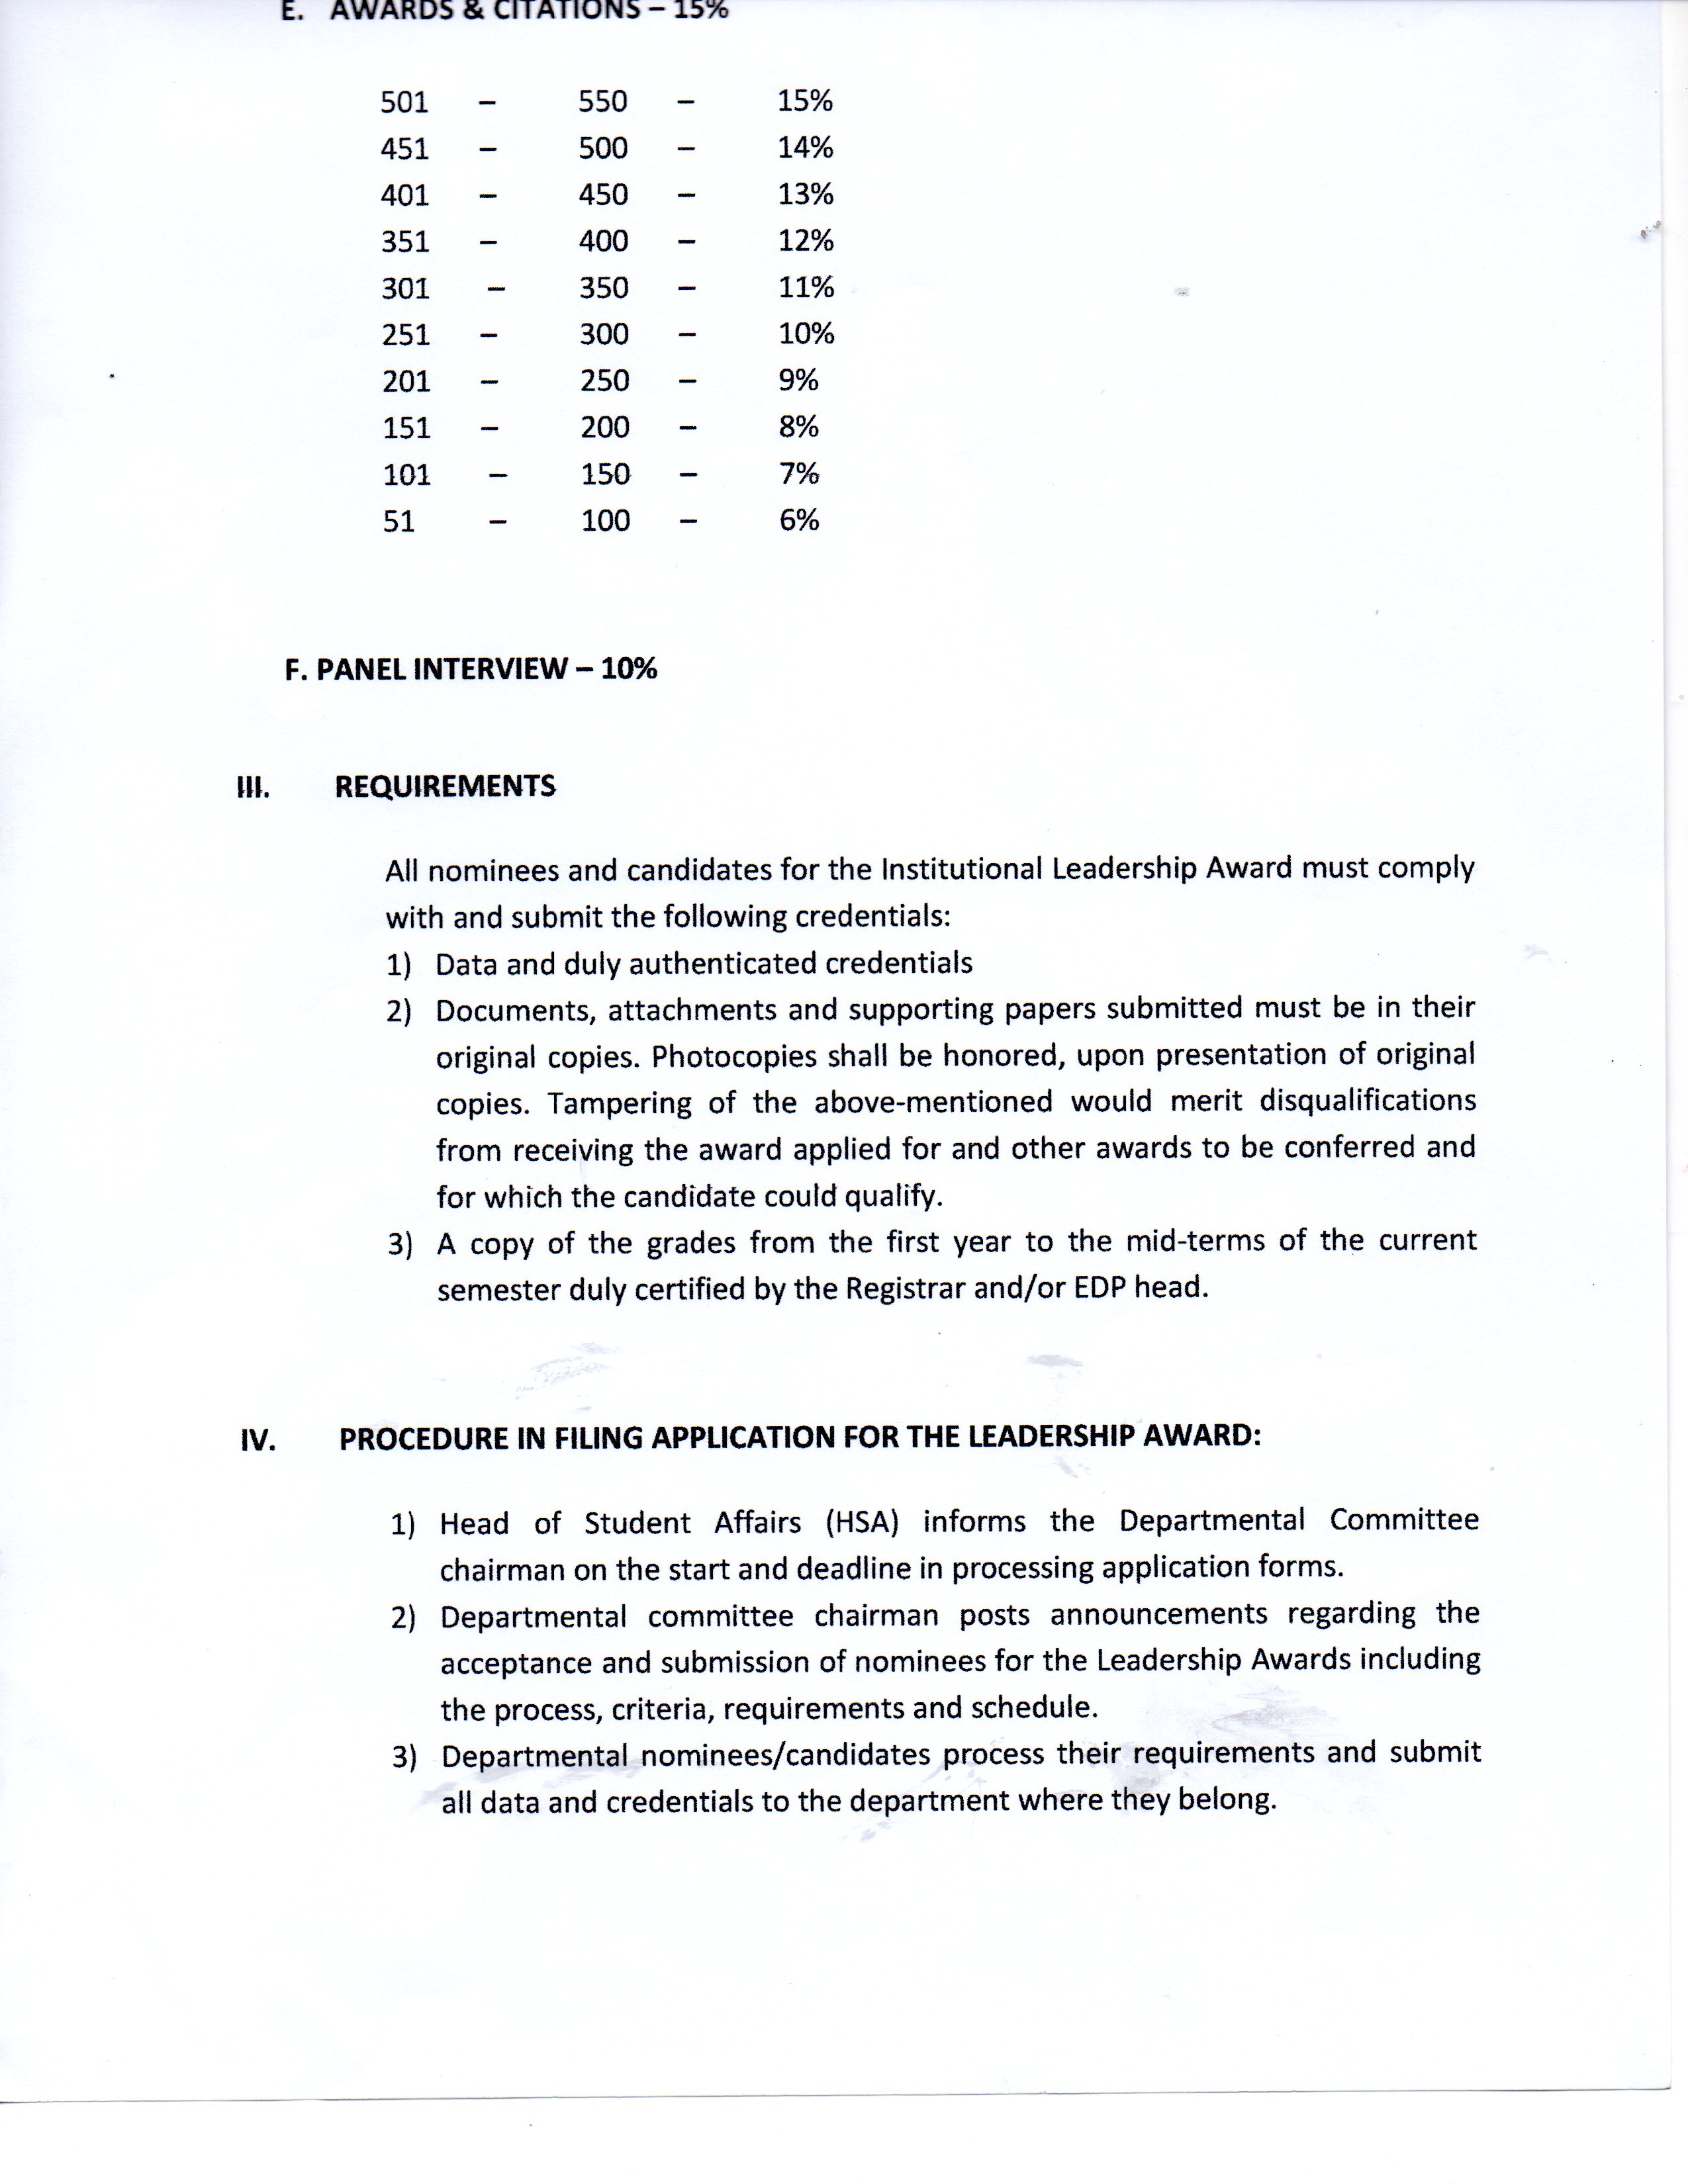 E. AWARDS & CITATIONS – 15%
501 – 550 – 15%
451 – 500 – 14%
401 – 450 – 13%
351 – 400 – 12%
301 – 350 – 11%
251 – 300 – 10%
201 – 250 – 9%
151 – 200 – 8%
101 – 150 – 7%
51 – 100 – 6%
F. PANEL INTERVIEW – 10%
III. REQUIREMENTS
All nominees and candidates for the Institutional Leadership Award must comply
with and submit the following credentials:
1) Data and duly authenticated credentials
2) Documents, attachments and supporting papers submitted must be in their
original copies. Photocopies shall be honored, upon presentation of original
copies. Tampering of the above-mentioned would merit disqualifications
from receiving the award applied for and other awards to be conferred and
for which the candidate could qualify.
3) A copy of the grades from the first year to the mid-terms of the current
semester duly certified by the Registrar and/or EDP head.
IV. PROCEDURE IN FILING APPLICATION FOR THE LEADERSHIP AWARD:
1) Head of Student Affairs (HSA) informs the Departmental Committee
chairman on the start and deadline in processing application forms.
2) Departmental committee chairman posts announcements regarding the
acceptance and submission of nominees for the Leadership Awards including
the process, criteria, requirements and schedule.
3) Departmental nominees/candidates process their requirements and submit
all data and credentials to the department where they belong.